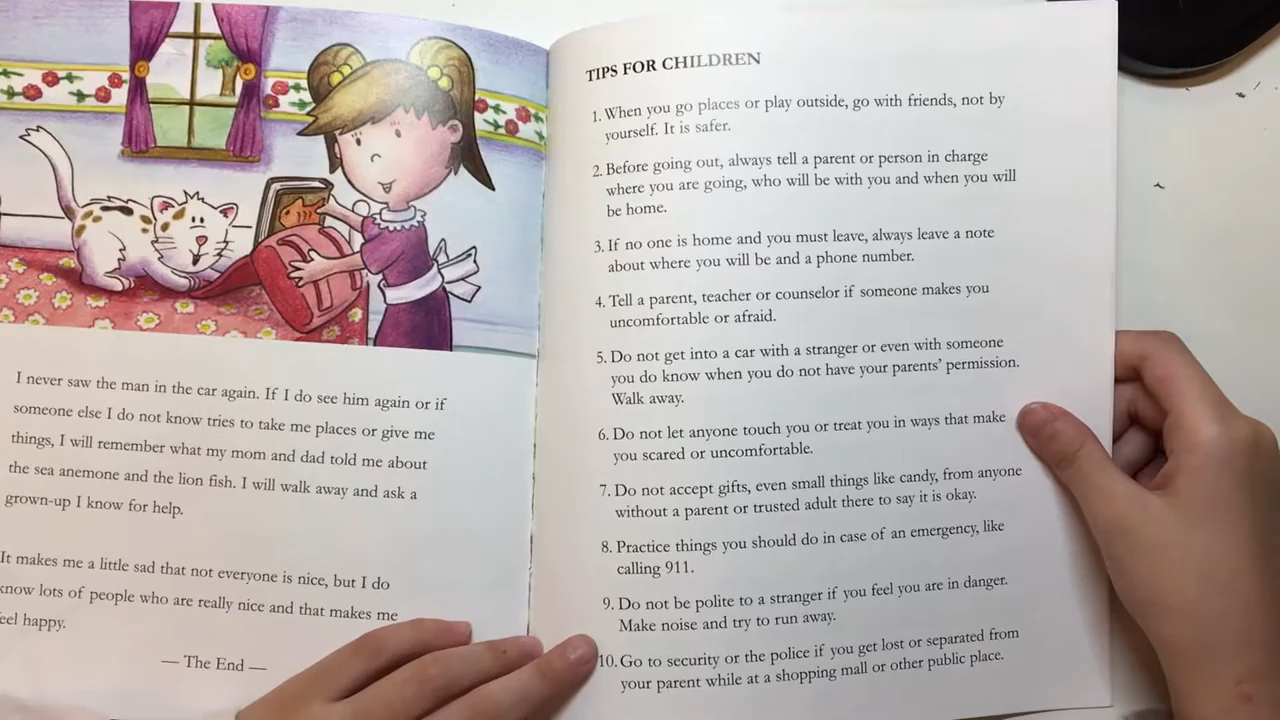 I never saw the man in the car again. If I do see him again or if
someone else I do not know tries to take me places or give me
things, I will remember what my mom and dad told me about
the sea anemone and the lion fish. I will walk away and ask a
grown-up I know for help.
It makes me a little sad that not everyone is nice, but I do
know lots of people who are really nice and that makes me
eel happy.
— The End —
TIPS FOR CHILDREN
1. When you go places or play outside, go with friends, not by
yourself. It is safer.
2. Before going out, always tell a parent or person in charge
where you are going, who will be with you and when you will
be home.
3. If no one is home and you must leave, always leave a note
about where you will be and a phone number.
4. Tell a parent, teacher or counselor if someone makes you
uncomfortable or afraid.
5. Do not get into a car with a stranger or even with someone
you do know when you do not have your parents’ permission.
Walk away.
6. Do not let anyone touch you or treat you in ways that make
you scared or uncomfortable.
7. Do not accept gifts, even small things like candy, from anyone
without a parent or trusted adult there to say it is okay.
8. Practice things you should do in case of an emergency, like
calling 911.
9. Do not be polite to a stranger if you feel you are in danger.
Make noise and try to run away.
10. Go to security or the police if you get lost or separated from
your parent while at a shopping mall or other public place.